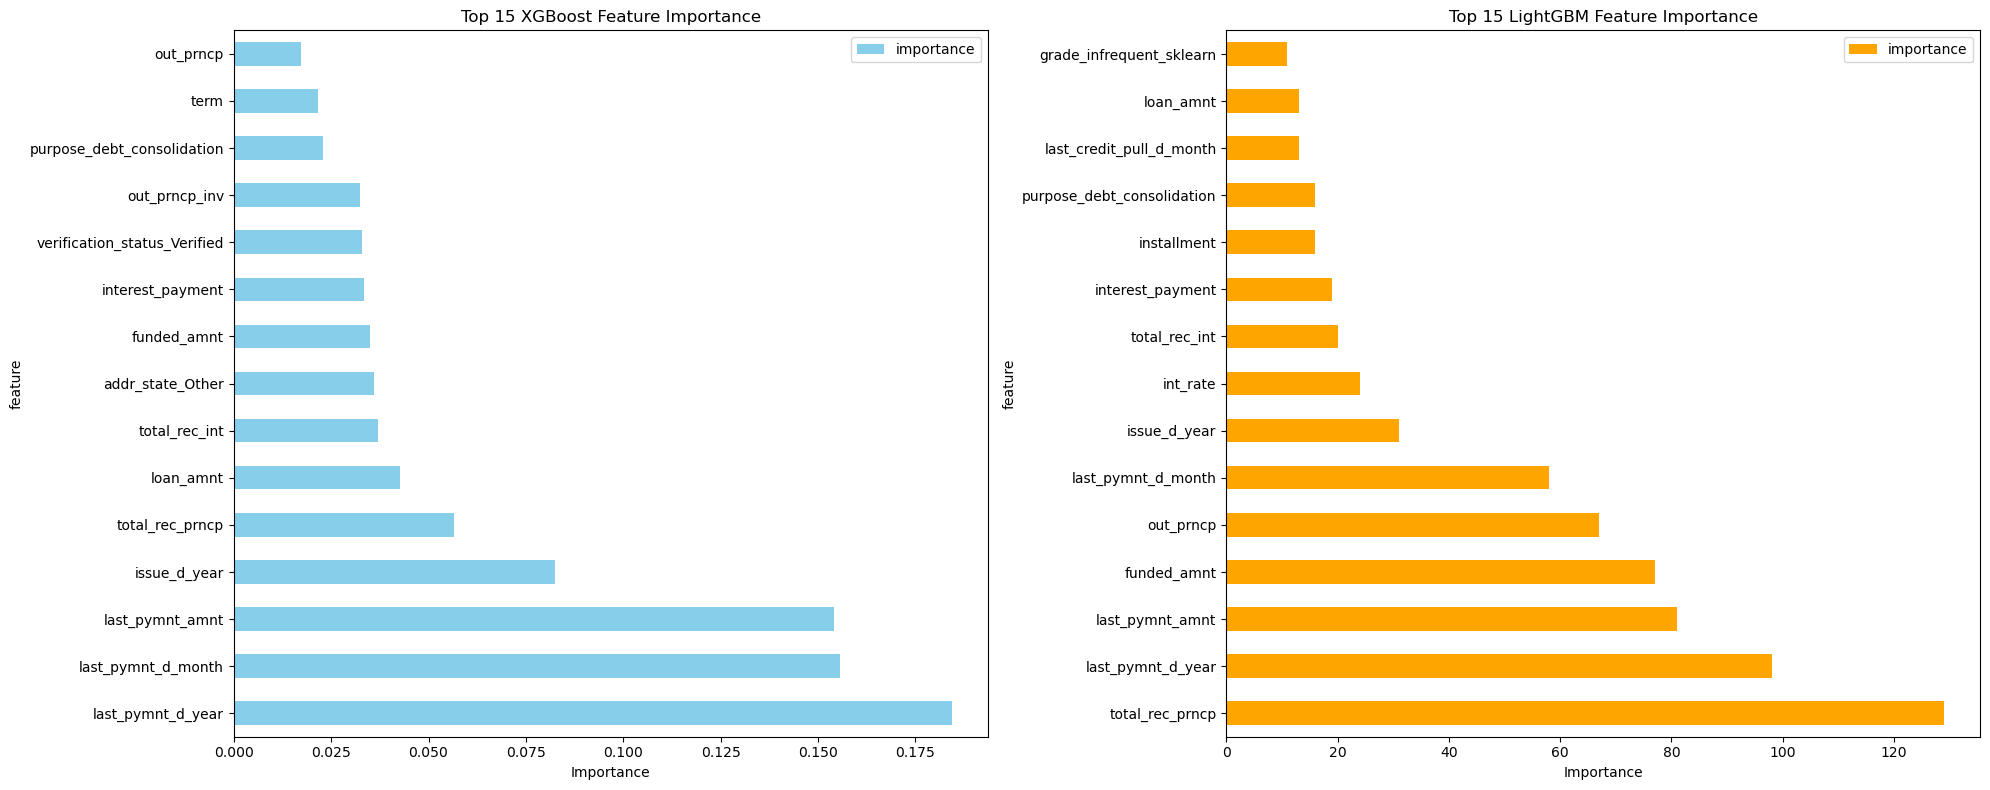 Top 15 XGBoost Feature Importance
importance
feature
out_prncp
term
purpose_debt_consolidation
out_prncp_inv
verification_status_Verified
interest_payment
funded_amnt
addr_state_Other
total_rec_int
loan_amnt
total_rec_prncp
issue_d_year
last_pymnt_amnt
last_pymnt_d_month
last_pymnt_d_year
0.000 0.025 0.050 0.075 0.100 0.125 0.150 0.175
Importance
Top 15 LightGBM Feature Importance
importance
feature
grade_infrequent_sklearn
loan_amnt
last_credit_pull_d_month
purpose_debt_consolidation
installment
interest_payment
total_rec_int
int_rate
issue_d_year
last_pymnt_d_month
out_prncp
funded_amnt
last_pymnt_amnt
last_pymnt_d_year
total_rec_prncp
0 20 40 60 80 100 120
Importance